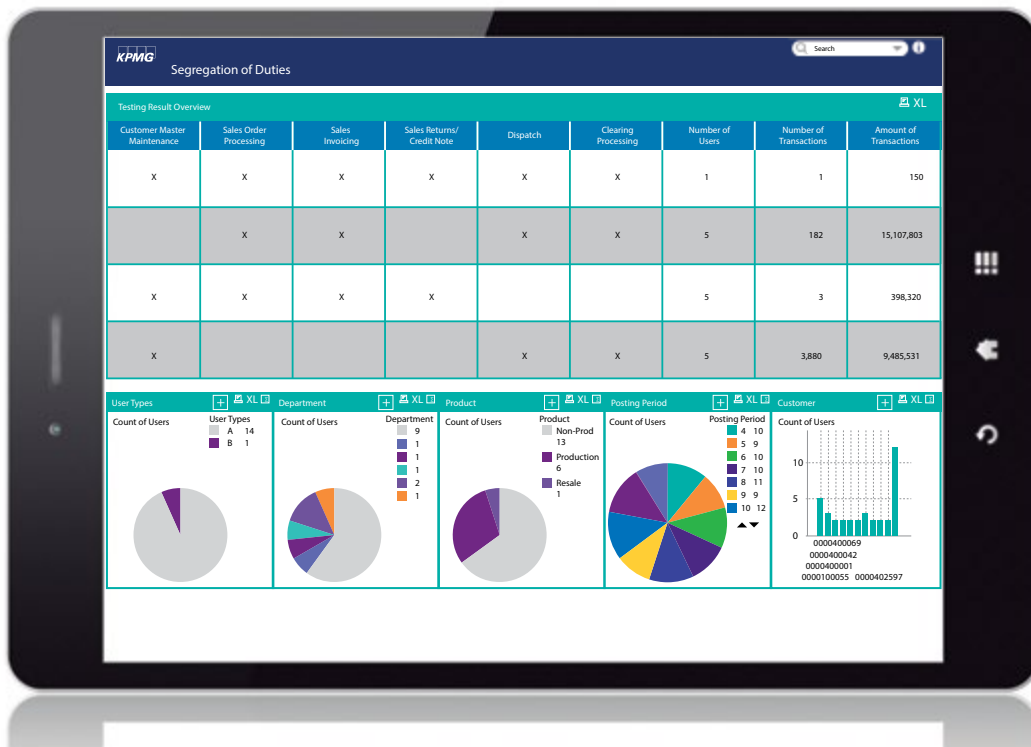 KPMG
Segregation of Duties
Search
i
Testing Result Overview
XL
Customer Master Maintenance
Sales Order Processing
Sales Invoicing
Sales Returns/ Credit Note
Dispatch
Clearing Processing
Number of Users
Number of Transactions
Amount of Transactions
X X X X X X 1 1 150
X X X X 5 182 15,107,803
X X X X 5 3 398,320
X X X 5 3,880 9,485,531
User Types
+ XL
Count of Users
User Types
A 14
B 1
Department
+ XL
Count of Users
Department
9
1
1
1
2
1
Product
+ XL
Count of Users
Product
Non-Prod
13
Production
6
Resale
1
Posting Period
+ XL
Count of Users
Posting Period
4 10
5 9
6 10
7 10
8 11
9 9
10 12
Customer
+ XL
Count of Users
10
5
0
0000400069
0000400042
0000400001
0000100055 0000402597